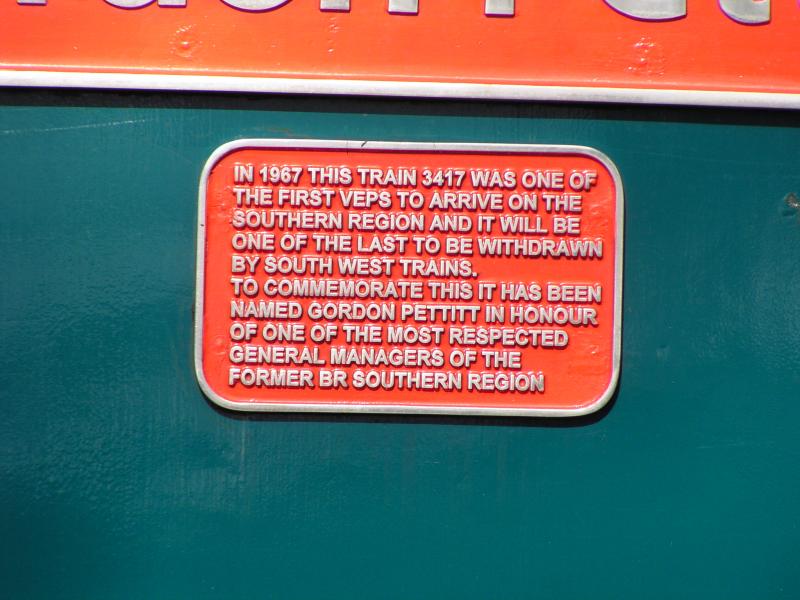 IN 1967 THIS TRAIN 3417 WAS ONE OF
THE FIRST VEPS TO ARRIVE ON THE
SOUTHERN REGION AND IT WILL BE
ONE OF THE LAST TO BE WITHDRAWN
BY SOUTH WEST TRAINS.
TO COMMEMORATE THIS IT HAS BEEN
NAMED GORDON PETTITT IN HONOUR
OF ONE OF THE MOST RESPECTED
GENERAL MANAGERS OF THE
FORMER BR SOUTHERN REGION